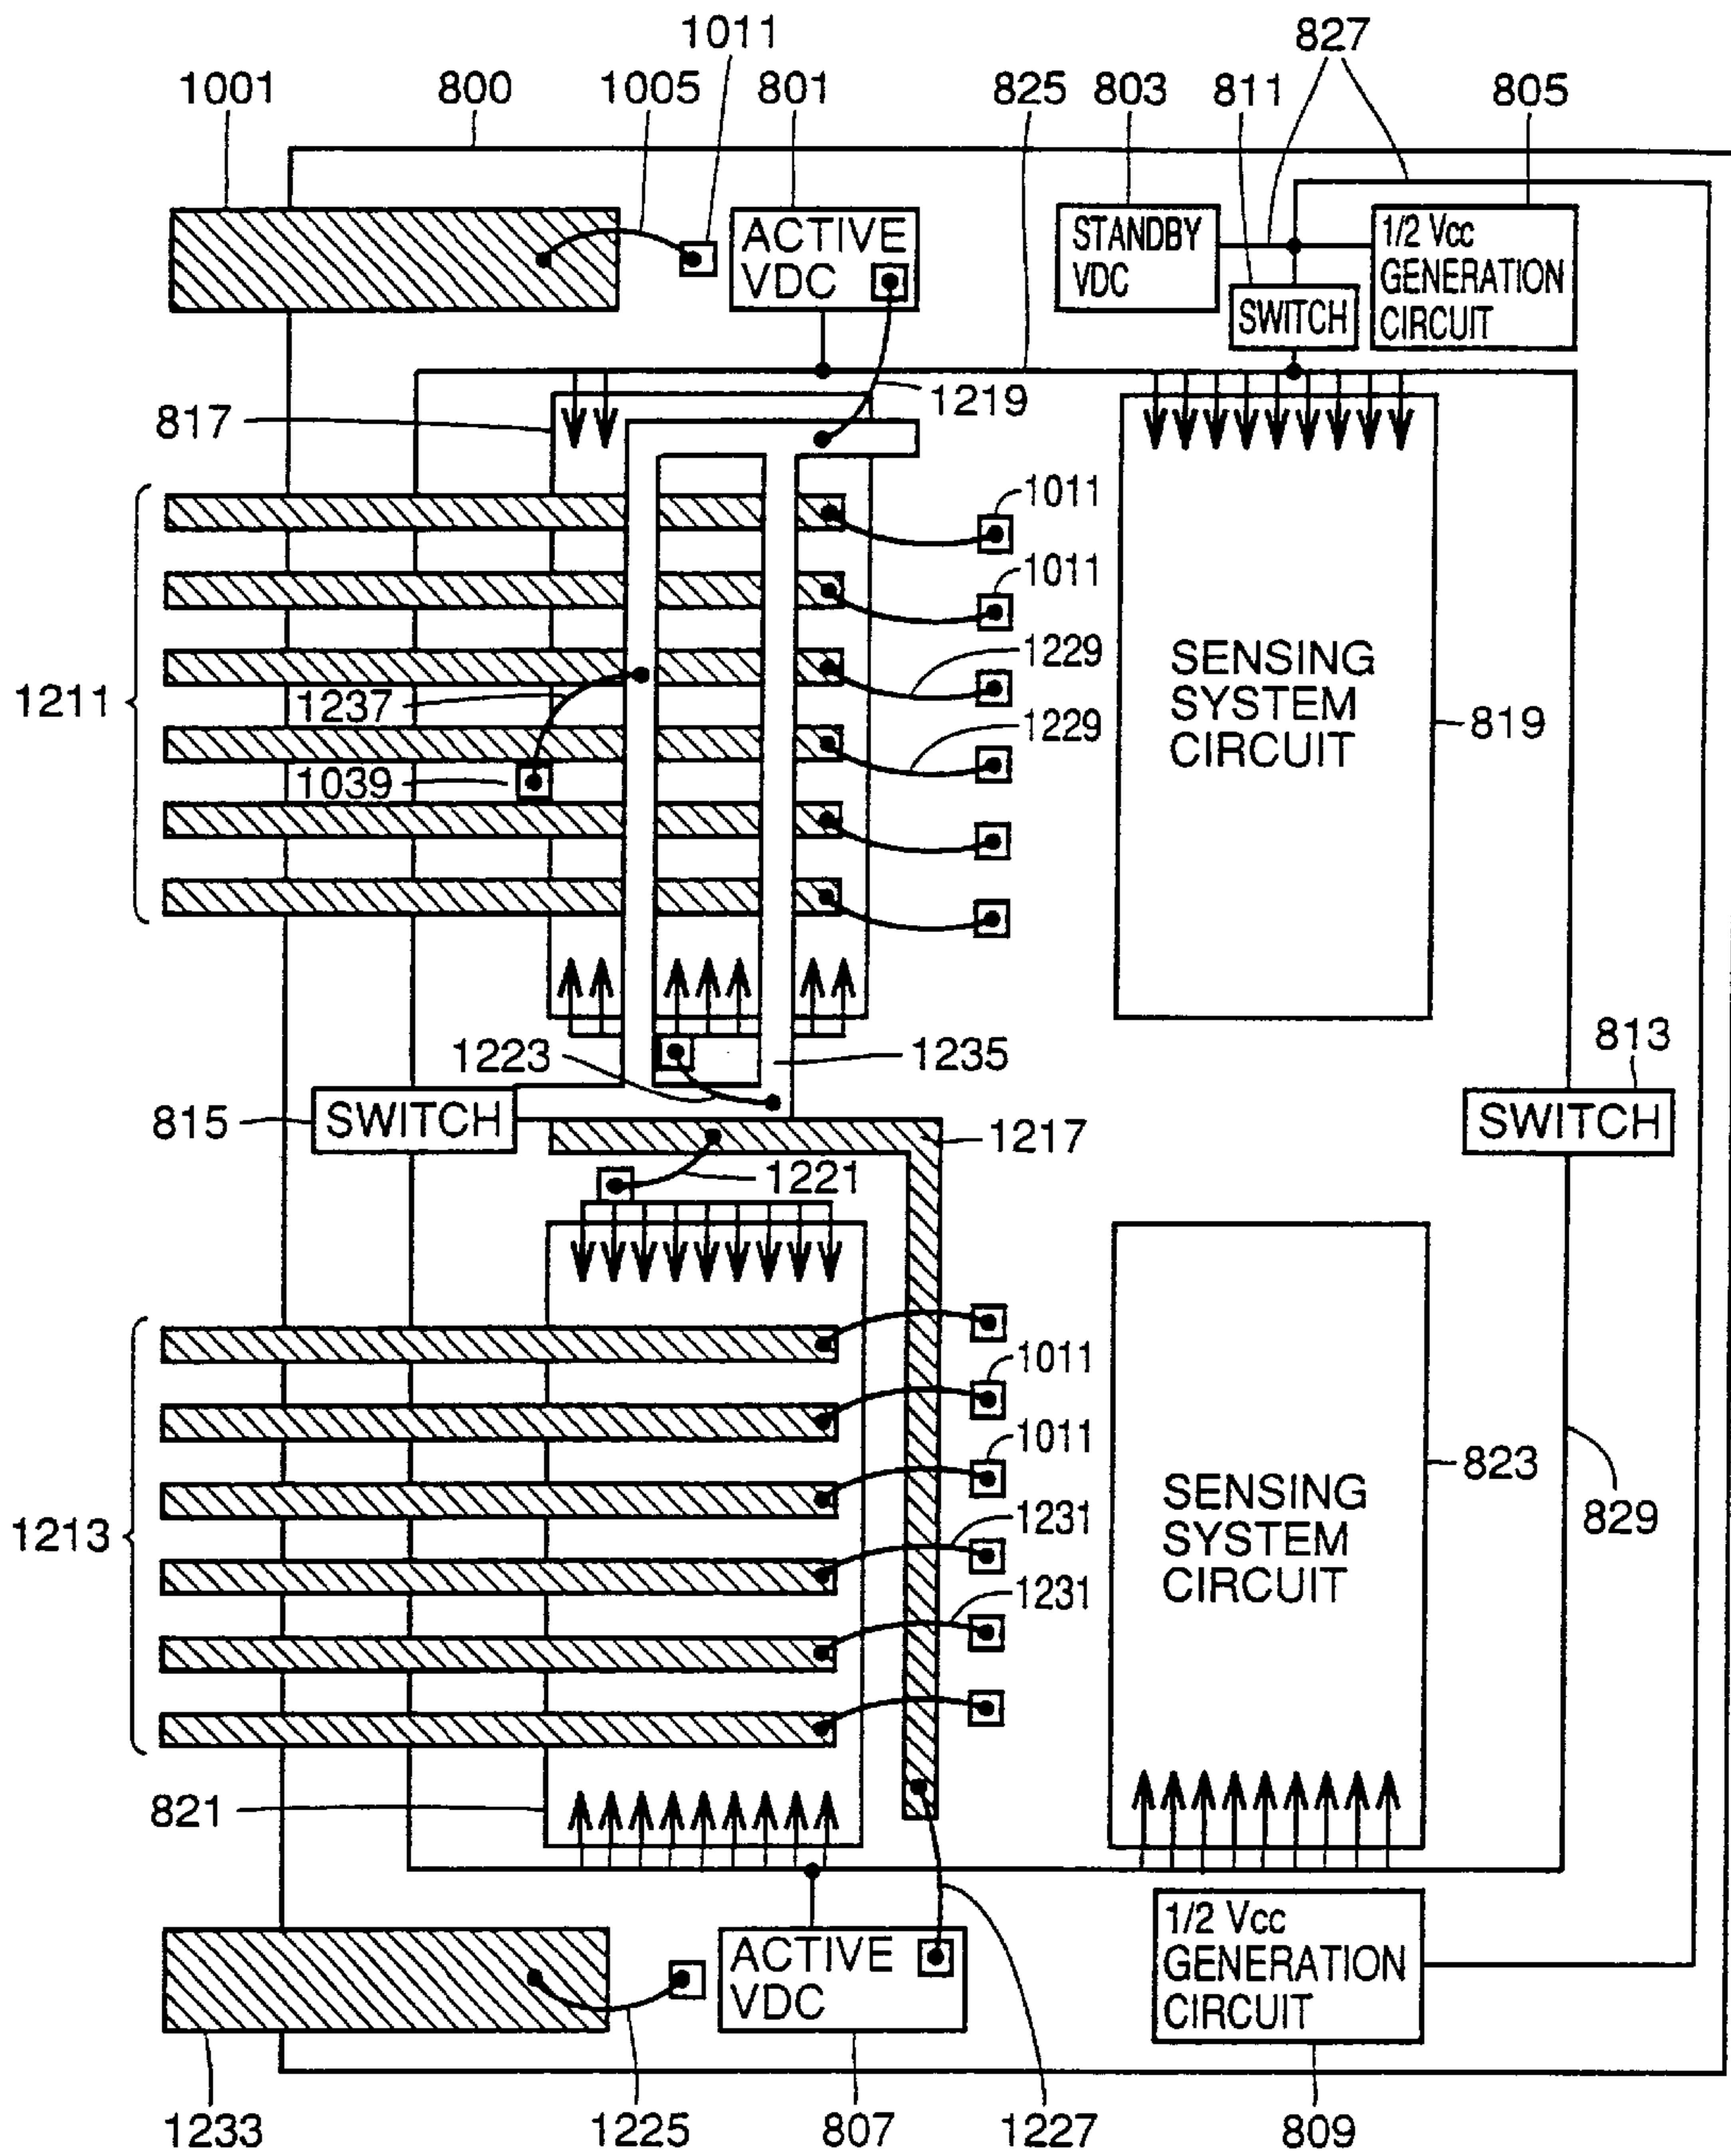 1011
827
1001
800
1005
801
825
803
811
805
ACTIVE
VDC
STANDBY
VDC
1/2 Vcc
GENERATION
CIRCUIT
SWITCH
1219
817
1011
1011
SENSING
SYSTEM
CIRCUIT
1229
1211
1237
819
1229
1039
1223
1235
813
815
SWITCH
1217
SWITCH
1221
1011
1011
823
SENSING
SYSTEM
CIRCUIT
1213
1231
829
1231
821
ACTIVE
VDC
1/2 Vcc
GENERATION
CIRCUIT
1233
1225
807
1227
809